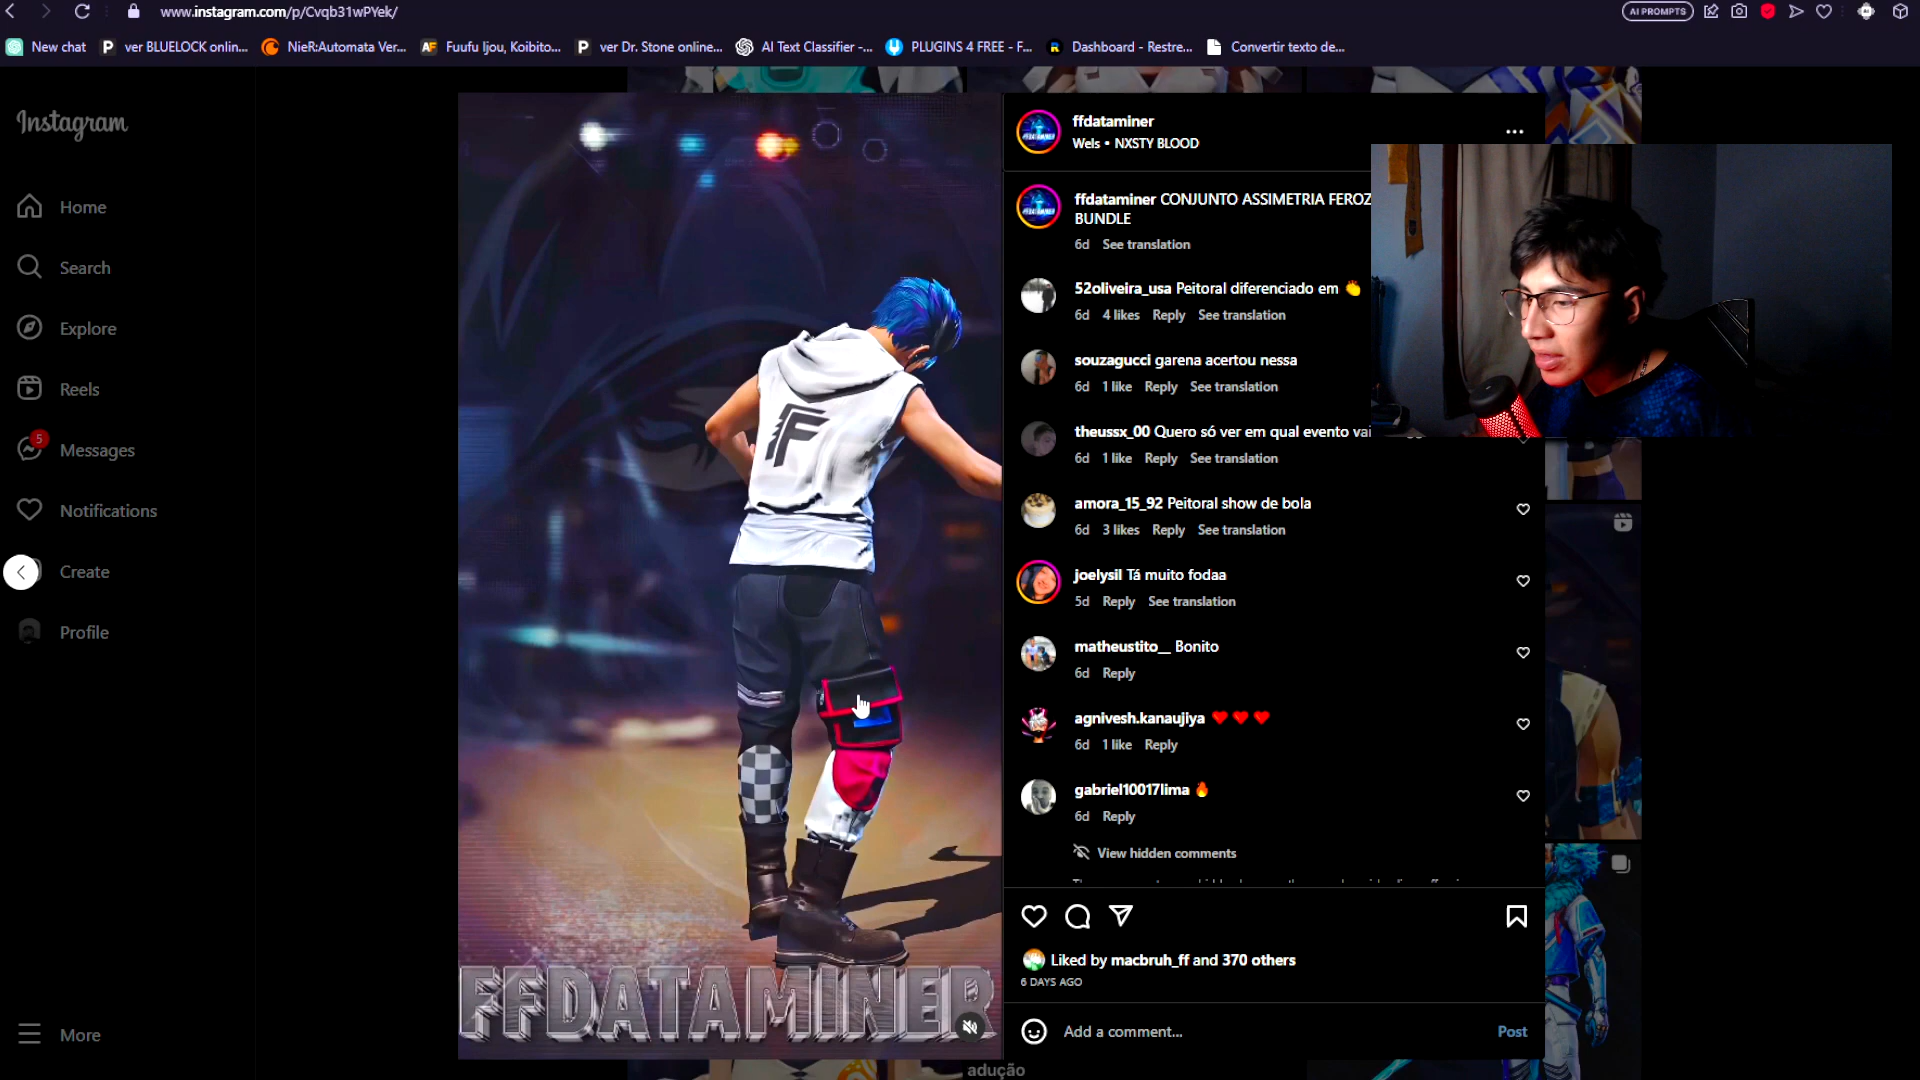 www.instagram.com/p/Cvqb31wPYek/
AI PROMPTS
New chat
ver BLUELOCK onlin...
NieR:Automata Ver...
Fuufu Ijou, Koibito...
ver Dr. Stone online...
AI Text Classifier -...
PLUGINS 4 FREE - F...
Dashboard - Restre...
Convertir texto de...
Instagram
Home
Search
Explore
Reels
5
Messages
Notifications
Create
Profile
More
F
FFDATAMINER
ffdataminer
Wels • NXSTY BLOOD
ffdataminer CONJUNTO ASSIMETRIA FEROZ
BUNDLE
6d See translation
52oliveira_usa Peitoral diferenciado em 👏
6d 4 likes Reply See translation
souzagucci garena acertou nessa
6d 1 like Reply See translation
theussx_00 Quero só ver em qual evento vai
6d 1 like Reply See translation
amora_15_92 Peitoral show de bola
6d 3 likes Reply See translation
joelysil Tá muito fodaa
5d Reply See translation
matheustito__ Bonito
6d Reply
agnivesh.kanaujiya ❤️❤️❤️
6d 1 like Reply
gabriel10017lima 🔥
6d Reply
View hidden comments
Liked by macbruh_ff and 370 others
6 DAYS AGO
Add a comment...
Post
adução